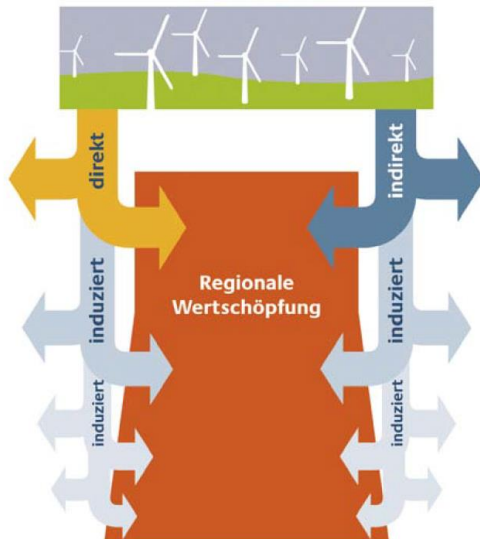 direkt
indirekt
Regionale
Wertschöpfung
induziert
induziert
induziert
induziert